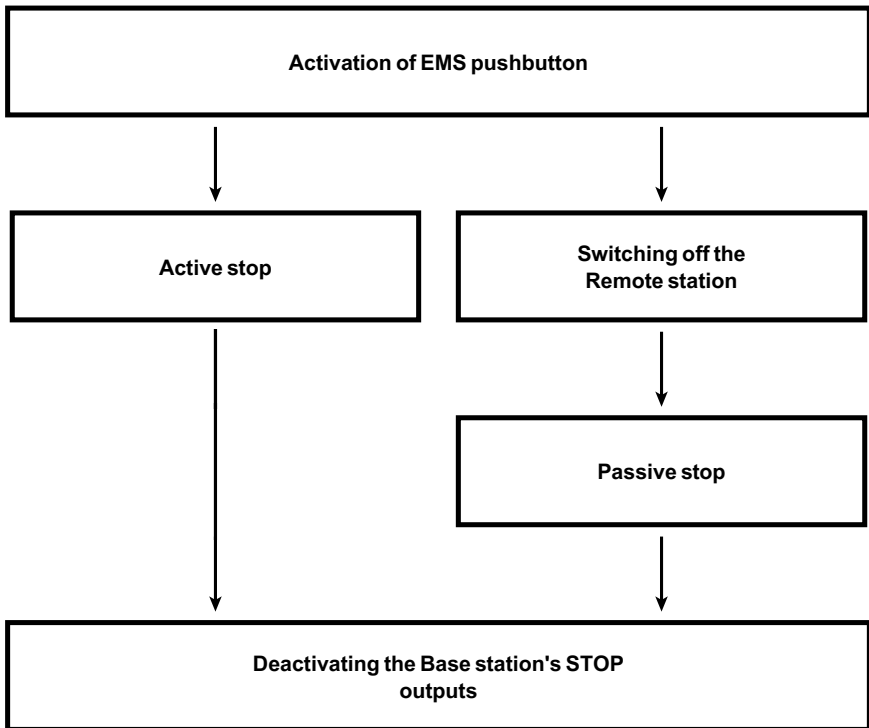 Activation of EMS pushbutton
Active stop
Switching off the
Remote station
Passive stop
Deactivating the Base station's STOP
outputs